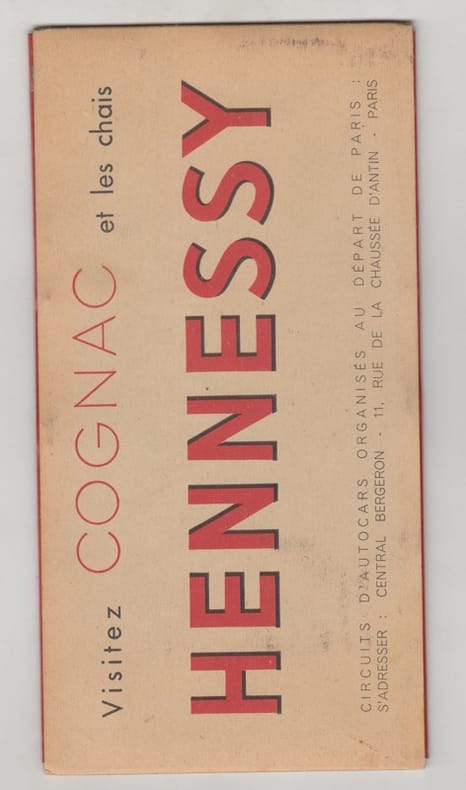 Visitez COGNAC et les chais
HENNESSY
CIRCUITS D'AUTOCARS ORGANISÉS AU DÉPART DE PARIS :
S'ADRESSER : CENTRAL BERGERON - 11, RUE DE LA CHAUSSÉE D'ANTIN - PARIS